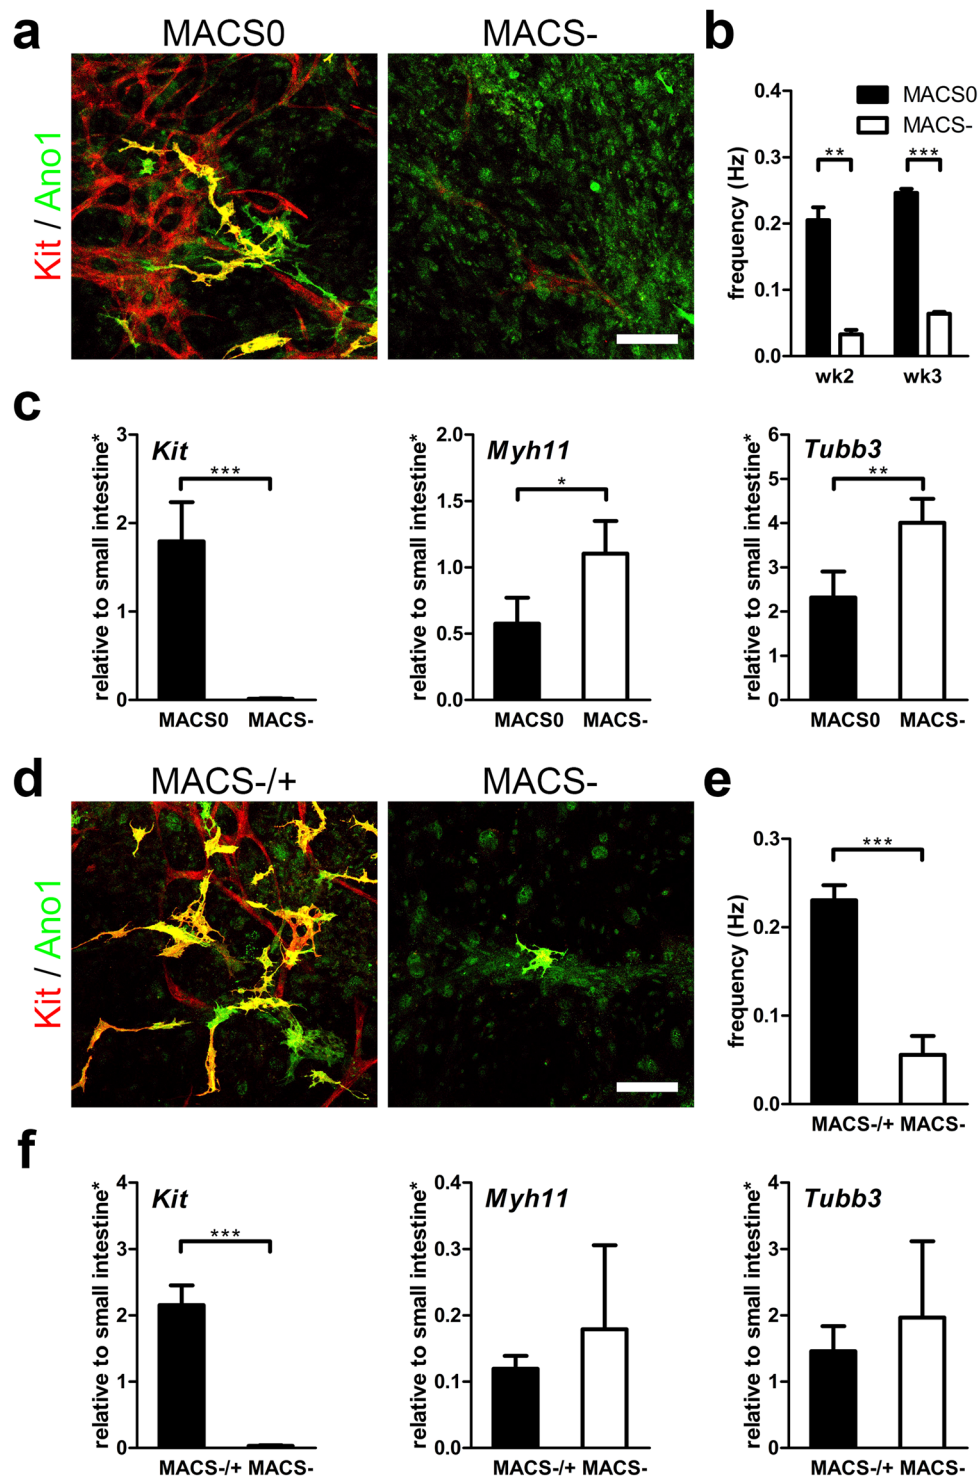 a
MACS0
MACS-
Kit / Ano1
b
MACS0
MACS-
frequency (Hz)
0.4
0.3
0.2
0.1
0.0
**
***
wk2
wk3
c
relative to small intestine*
3
2
1
0
Kit
***
MACS0
MACS-
relative to small intestine*
2.0
1.5
1.0
0.5
0.0
Myh11
*
MACS0
MACS-
relative to small intestine*
6
5
4
3
2
1
0
Tubb3
**
MACS0
MACS-
d
MACS-/+
MACS-
Kit / Ano1
e
frequency (Hz)
0.3
0.2
0.1
0.0
***
MACS-/+ MACS-
f
relative to small intestine*
4
3
2
1
0
Kit
***
MACS-/+ MACS-
relative to small intestine*
0.4
0.3
0.2
0.1
0.0
Myh11
MACS-/+ MACS-
relative to small intestine*
4
3
2
1
0
Tubb3
MACS-/+ MACS-